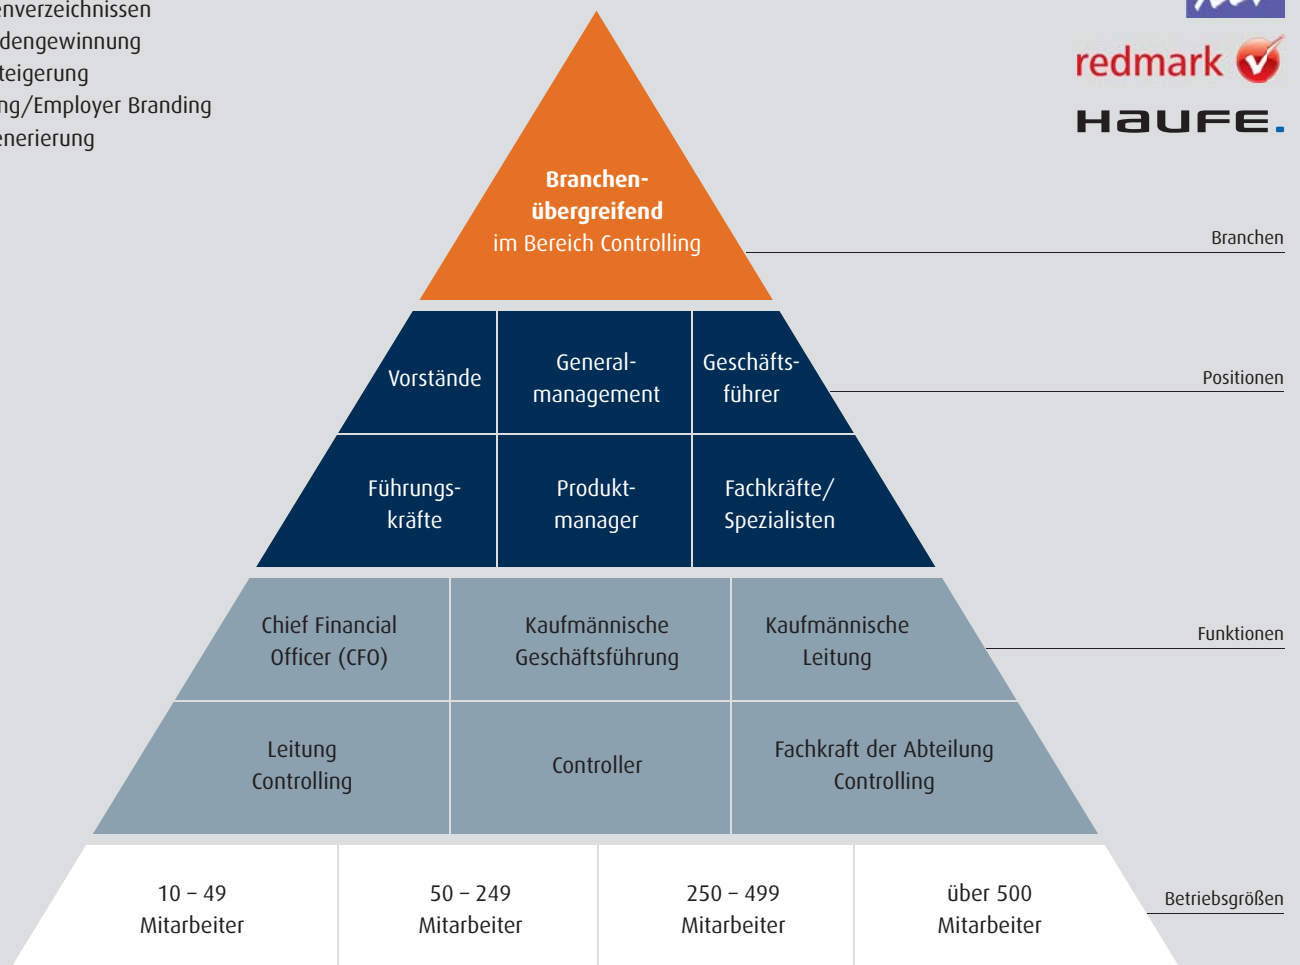 redmark
HAUFE.
Branchen-
übergreifend
im Bereich Controlling
Branchen
Vorstände
General-
management
Geschäfts-
führer
Positionen
Führungs-
kräfte
Produkt-
manager
Fachkräfte/
Spezialisten
Chief Financial
Officer (CFO)
Kaufmännische
Geschäftsführung
Kaufmännische
Leitung
Funktionen
Leitung
Controlling
Controller
Fachkraft der Abteilung
Controlling
10 – 49
Mitarbeiter
50 – 249
Mitarbeiter
250 – 499
Mitarbeiter
über 500
Mitarbeiter
Betriebsgrößen
enverzeichnissen
dengewinnung
teigerung
ng/Employer Branding
enerierung